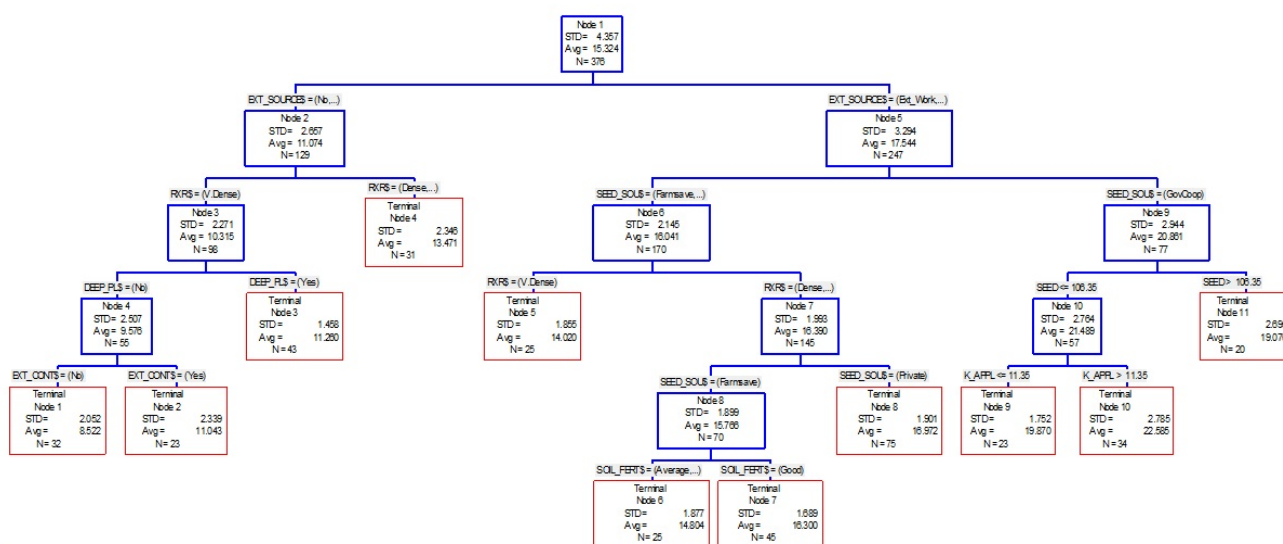 Node 1
STD= 4.357
Avg = 15.324
N = 376
EXT_SOURCE$ = (No,...)
EXT_SOURCE$ = (Ext_Work,...)
Node 2
STD= 2.657
Avg = 11.074
N = 129
Node 5
STD= 3.294
Avg = 17.544
N = 247
RXR$ = (V.Dense)
RXR$ = (Dense,...)
SEED_SOU$ = (Farmsave,...)
SEED_SOU$ = (GovCoop)
Node 3
STD= 2.271
Avg = 10.315
N = 98
Terminal
Node 4
STD= 2.346
Avg = 13.471
N = 31
Node 6
STD= 2.145
Avg = 16.041
N = 170
Node 9
STD= 2.944
Avg = 20.861
N = 77
DEEP_PL$ = (No)
DEEP_PL$ = (Yes)
RXR$ = (V.Dense)
RXR$ = (Dense,...)
SEED <= 106.35
SEED > 106.35
Node 4
STD= 2.507
Avg = 9.576
N = 55
Terminal
Node 3
STD= 1.458
Avg = 11.260
N = 43
Terminal
Node 5
STD= 1.855
Avg = 14.020
N = 25
Node 7
STD= 1.993
Avg = 16.390
N = 145
Node 10
STD= 2.764
Avg = 21.489
N = 57
Terminal
Node 11
STD= 2.69
Avg = 19.070
N = 20
EXT_CONT$ = (No)
EXT_CONT$ = (Yes)
SEED_SOU$ = (Farmsave)
SEED_SOU$ = (Private)
K_APPL <= 11.35
K_APPL > 11.35
Terminal
Node 1
STD= 2.052
Avg = 8.522
N = 32
Terminal
Node 2
STD= 2.339
Avg = 11.043
N = 23
Node 8
STD= 1.899
Avg = 15.766
N = 70
Terminal
Node 8
STD= 1.901
Avg = 16.972
N = 75
Terminal
Node 9
STD= 1.752
Avg = 19.870
N = 23
Terminal
Node 10
STD= 2.785
Avg = 22.585
N = 34
SOIL_FERT$ = (Average,...)
SOIL_FERT$ = (Good)
Terminal
Node 6
STD= 1.877
Avg = 14.804
N = 25
Terminal
Node 7
STD= 1.689
Avg = 16.300
N = 45